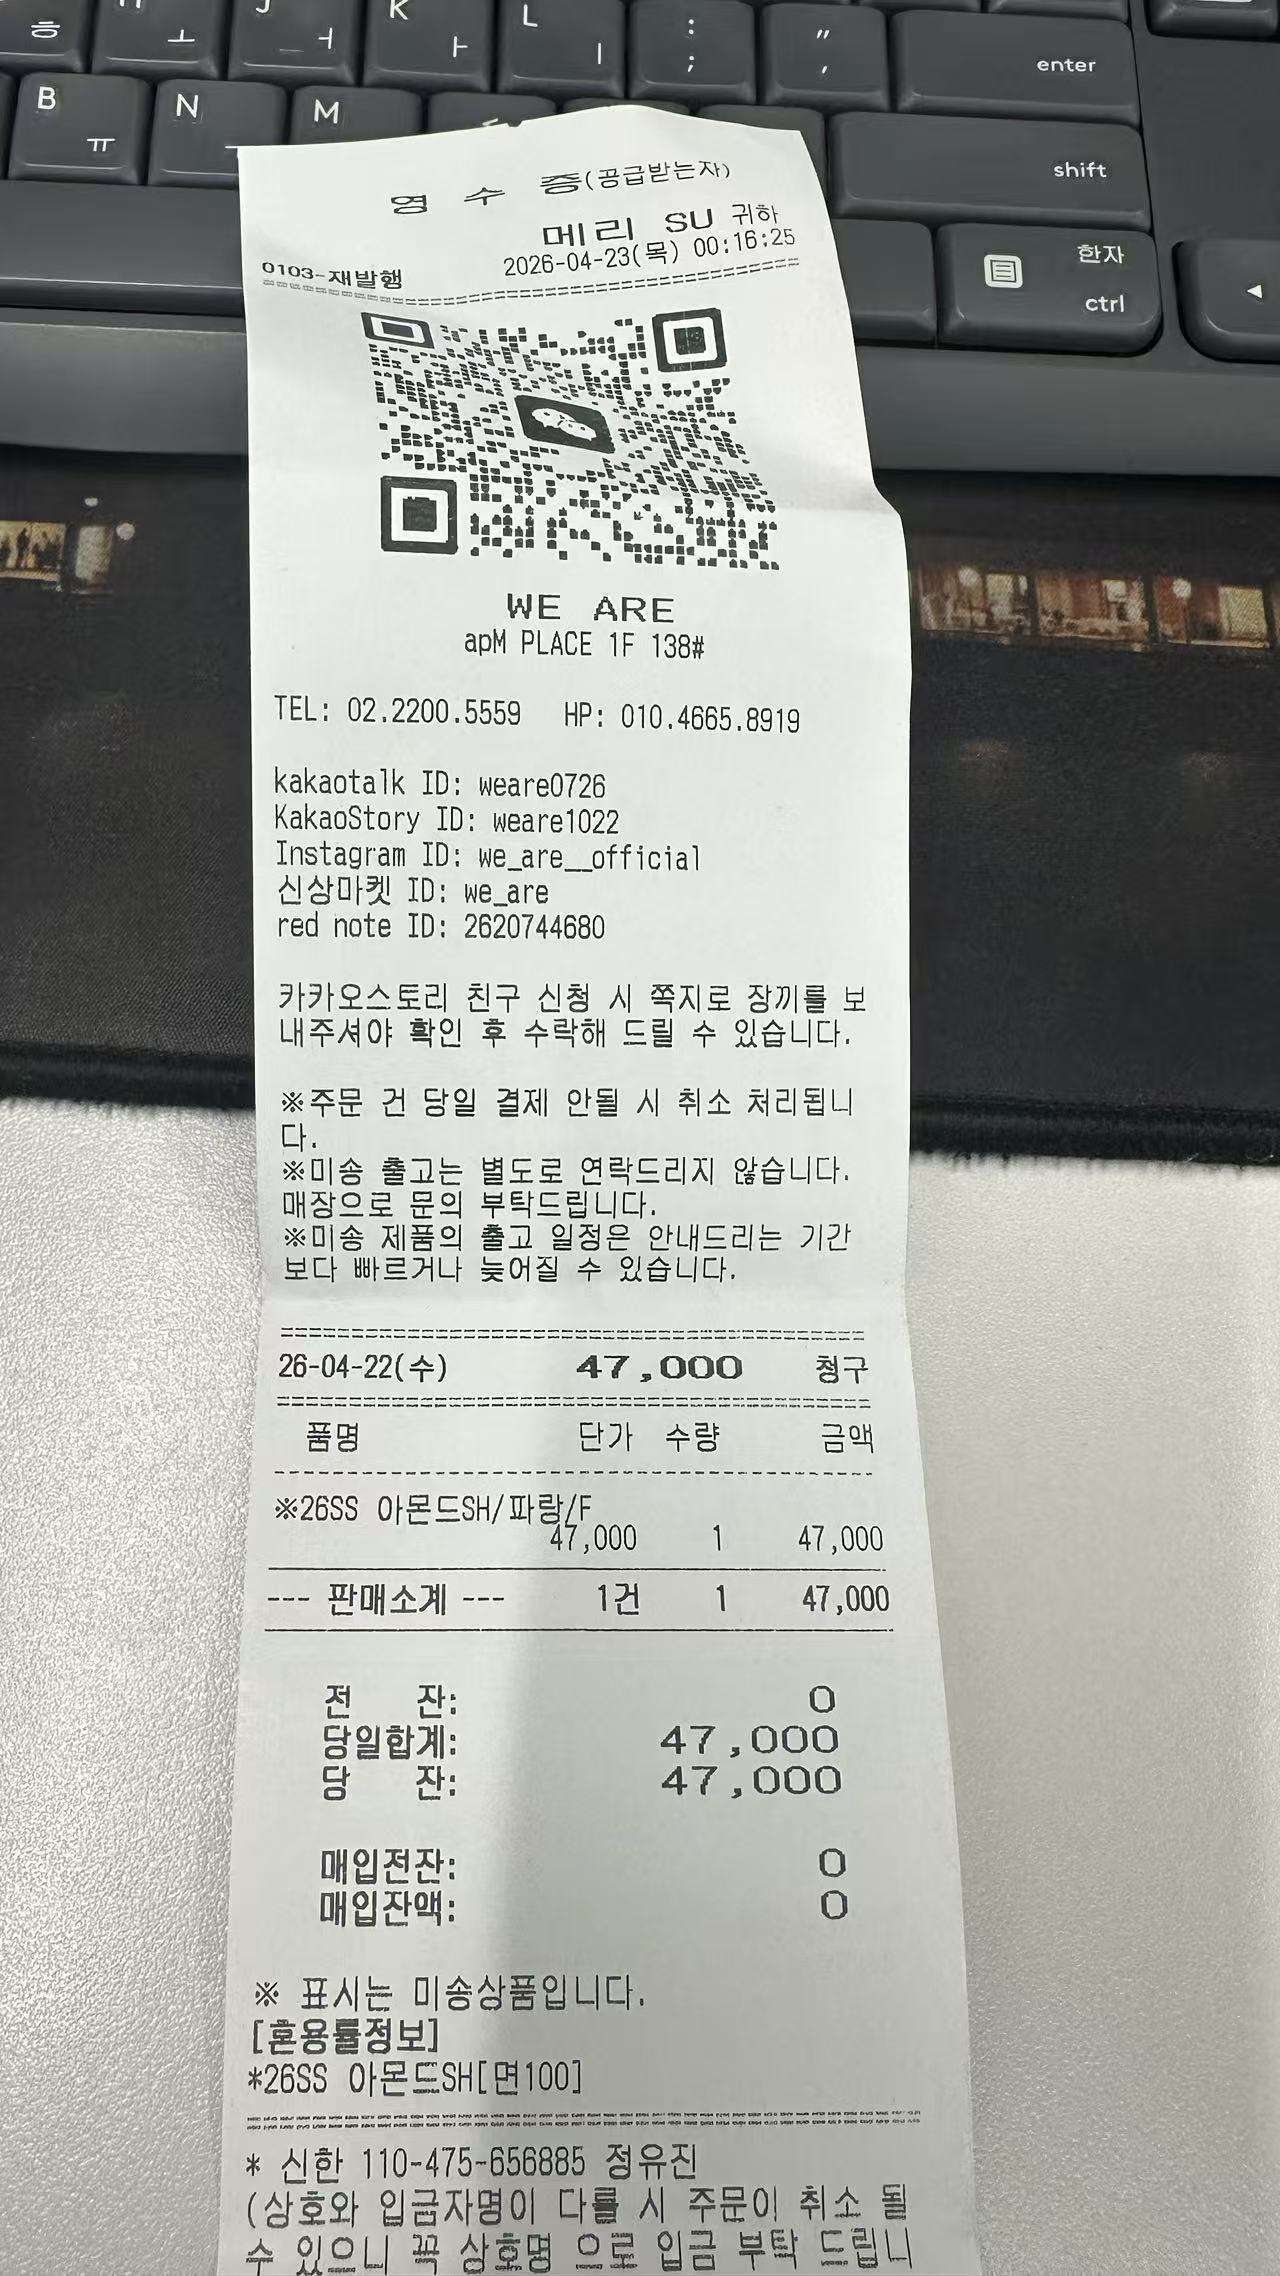 ㅎ
ㅗ
J
ㅓ
K
ㅏ
L
ㅣ
:
;
"
'
enter
B
ㅠ
N
M
shift
한자
ctrl
영 수 증(공급받는자)
메리 SU 귀하
0103-재발행 2026-04-23(목) 00:16:25
WE ARE
apM PLACE 1F 138#
TEL: 02.2200.5559 HP: 010.4665.8919
kakaotalk ID: weare0726
KakaoStory ID: weare1022
Instagram ID: we_are__official
신상마켓 ID: we_are
red note ID: 2620744680
카카오스토리 친구 신청 시 쪽지로 장끼를 보
내주셔야 확인 후 수락해 드릴 수 있습니다.
※주문 건 당일 결제 안될 시 취소 처리됩니
다.
※미송 출고는 별도로 연락드리지 않습니다.
매장으로 문의 부탁드립니다.
※미송 제품의 출고 일정은 안내드리는 기간
보다 빠르거나 늦어질 수 있습니다.
26-04-22(수) 47,000 청구
품명 단가 수량 금액
※26SS 아몬드SH/파랑/F
47,000 1 47,000
--- 판매소계 --- 1건 1 47,000
전 잔: 0
당일합계: 47,000
당 잔: 47,000
매입전잔: 0
매입잔액: 0
※ 표시는 미송상품입니다.
[혼용률정보]
*26SS 아몬드SH[면100]
* 신한 110-475-656885 정유진
(상호와 입금자명이 다를 시 주문이 취소 될
수 있으니 꼭 상호명 으로 입금 부탁 드립니